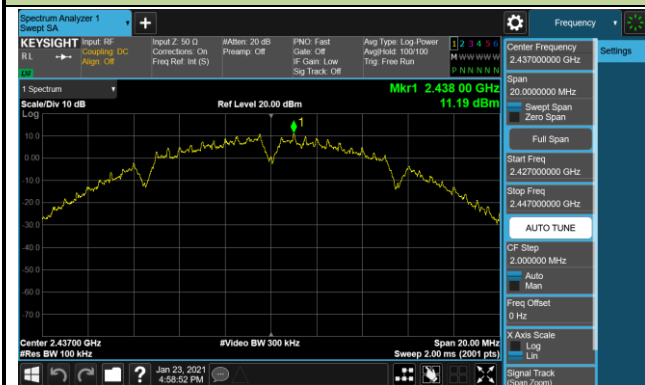 Spectrum Analyzer 1
Swept SA
+
Frequency
KEYSIGHT
RL
Input: RF
Coupling: DC
Align: Off
Input Z: 50 Ω
Corrections: On
Freq Ref: Int (S)
#Atten: 20 dB
Preamp: Off
PNO: Fast
Gate: Off
IF Gain: Low
Sig Track: Off
Avg Type: Log-Power
Avg|Hold: 100/100
Trig: Free Run
1 2 3 4 5 6
M W W W W W
P N N N N N
LXI
1 Spectrum
Scale/Div 10 dB
Log
Ref Level 20.00 dBm
Mkr1 2.438 00 GHz
11.19 dBm
1
10.0
0.00
-10.0
-20.0
-30.0
-40.0
-50.0
-60.0
-70.0
Center 2.43700 GHz
#Res BW 100 kHz
#Video BW 300 kHz
Span 20.00 MHz
Sweep 2.00 ms (2001 pts)
?
Jan 23, 2021
4:58:52 PM
Center Frequency
2.437000000 GHz
Settings
Span
20.0000000 MHz
Swept Span
Zero Span
Full Span
Start Freq
2.427000000 GHz
Stop Freq
2.447000000 GHz
AUTO TUNE
CF Step
2.000000 MHz
Auto
Man
Freq Offset
0 Hz
X Axis Scale
Log
Lin
Signal Track
(Span Zoom)